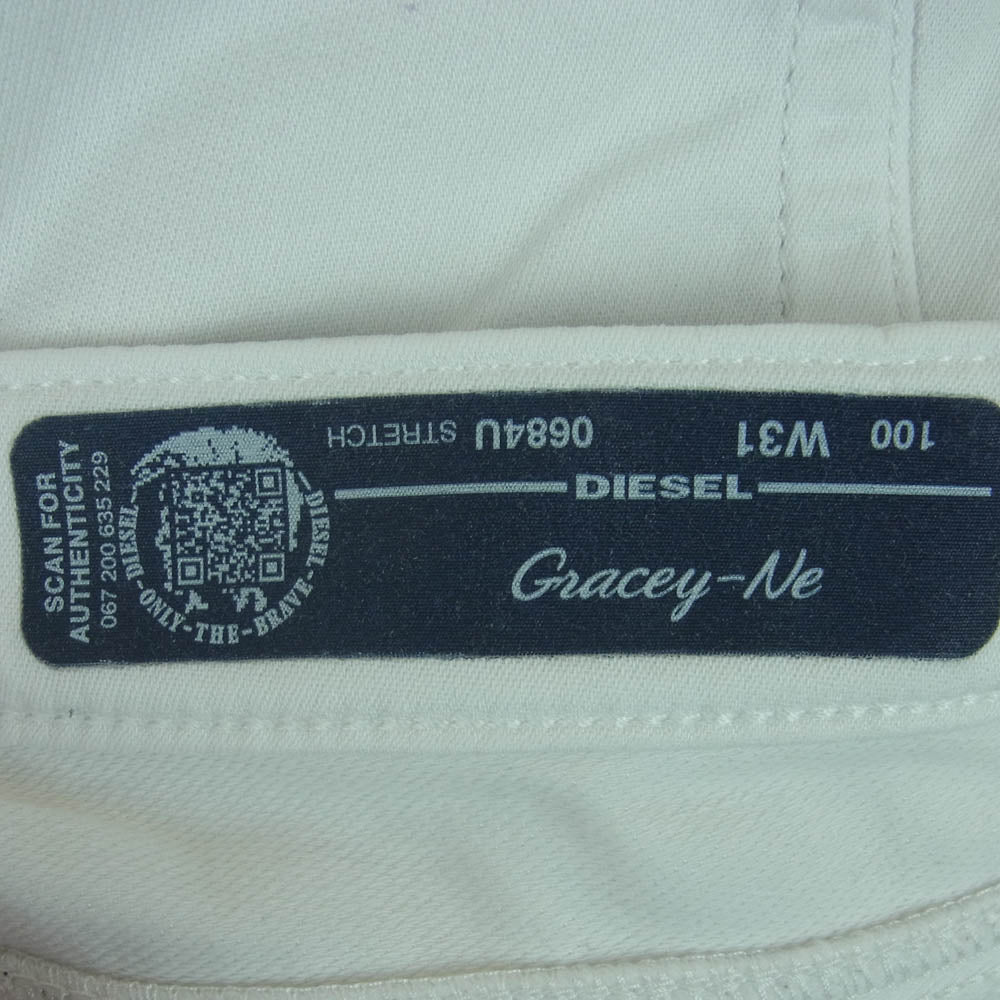 SCAN FOR
AUTHENTICITY
067 200 635 229
DIESEL-ONLY-THE-BRAVE-DIESEL
100 W31 0684U STRETCH
DIESEL
Gracey-Ne